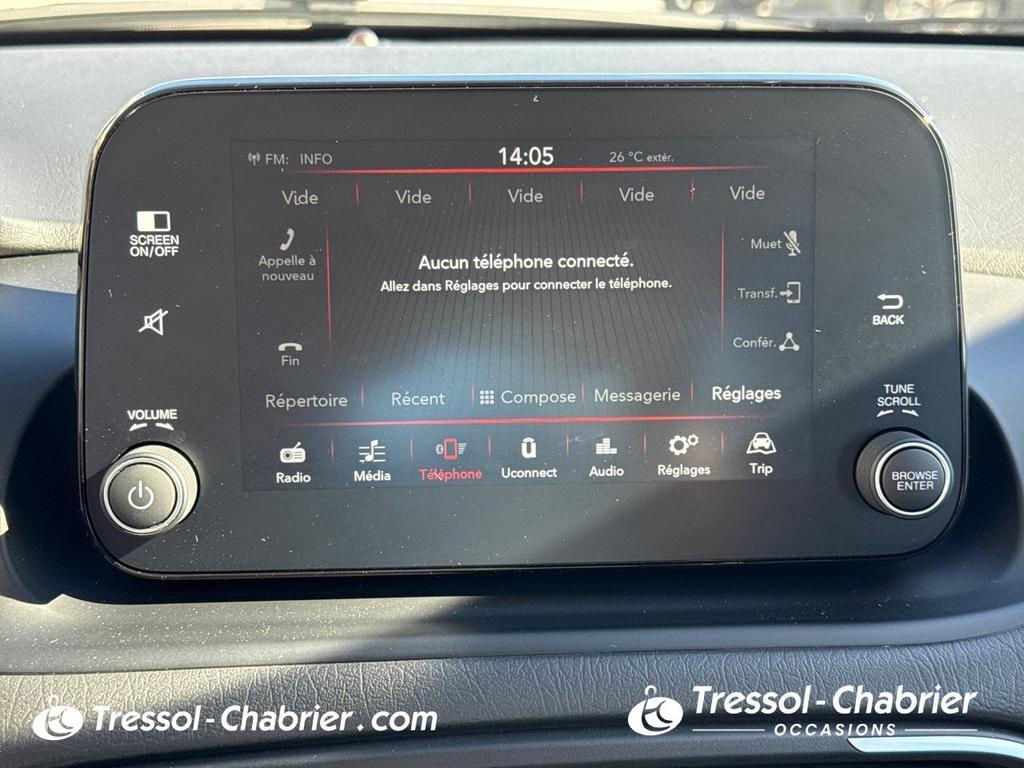 FM: INFO 14:05 26 °C extér.
Vide Vide Vide Vide Vide
SCREEN
ON/OFF
Appelle à
nouveau
Aucun téléphone connecté.
Allez dans Réglages pour connecter le téléphone.
Muet
Transf.
Confér.
BACK
Fin
Répertoire Récent Compose Messagerie Réglages
VOLUME
TUNE
SCROLL
Radio Média Téléphone Uconnect Audio Réglages Trip
BROWSE
ENTER
Tressol-Chabrier.com
Tressol-Chabrier
OCCASIONS